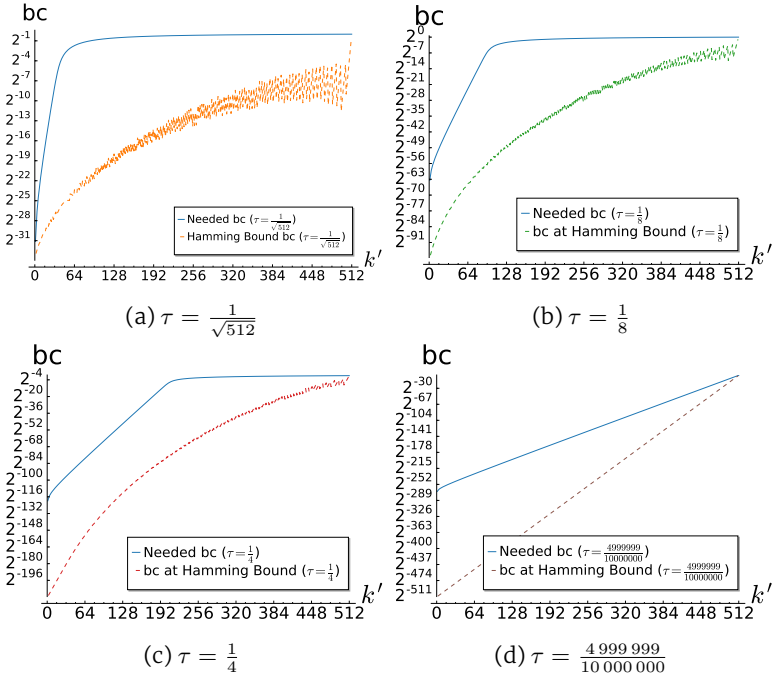 bc
2^-1
2^-4
2^-7
2^-10
2^-13
2^-16
2^-19
2^-22
2^-25
2^-28
2^-31
Needed bc (τ = 1/√512)
Hamming Bound bc (τ = 1/√512)
0 64 128 192 256 320 384 448 512 k′
(a) τ = 1/√512
bc
2^0
2^-7
2^-14
2^-21
2^-28
2^-35
2^-42
2^-49
2^-56
2^-63
2^-70
2^-77
2^-84
2^-91
Needed bc (τ = 1/8)
bc at Hamming Bound (τ = 1/8)
0 64 128 192 256 320 384 448 512 k′
(b) τ = 1/8
bc
2^-4
2^-20
2^-36
2^-52
2^-68
2^-84
2^-100
2^-116
2^-132
2^-148
2^-164
2^-180
2^-196
Needed bc (τ = 1/4)
bc at Hamming Bound (τ = 1/4)
0 64 128 192 256 320 384 448 512 k′
(c) τ = 1/4
bc
2^-30
2^-67
2^-104
2^-141
2^-178
2^-215
2^-252
2^-289
2^-326
2^-363
2^-400
2^-437
2^-474
2^-511
Needed bc (τ = 4999999/10000000)
bc at Hamming Bound (τ = 4999999/10000000)
0 64 128 192 256 320 384 448 512 k′
(d) τ = 4 999 999/10 000 000